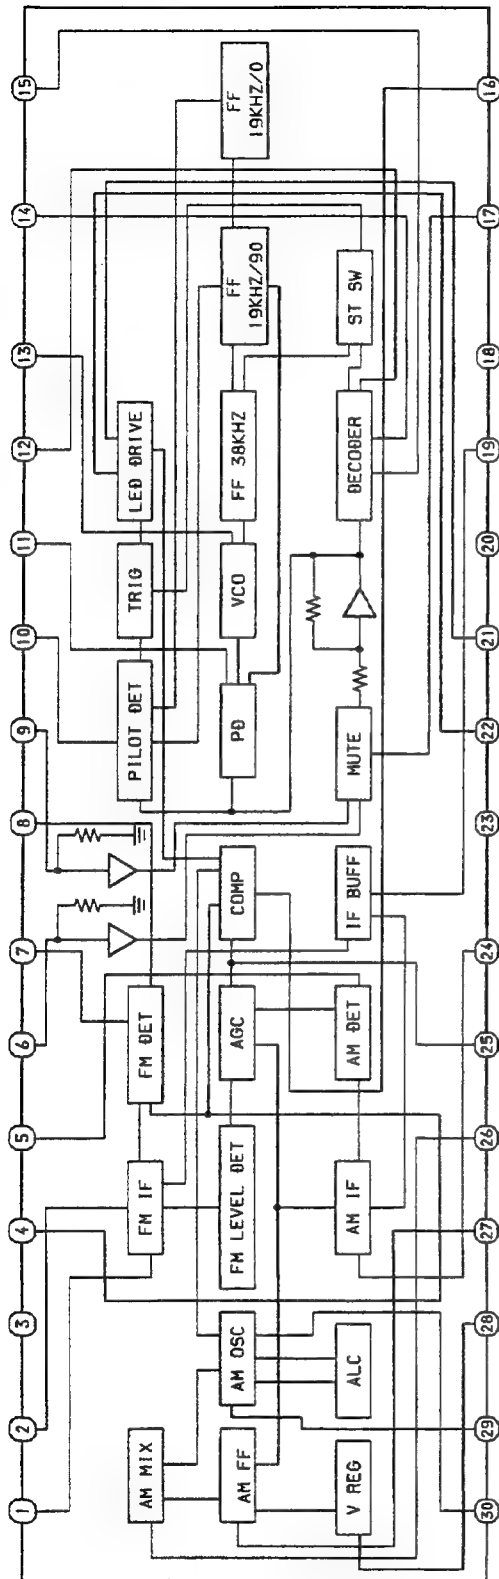 1
2
3
4
5
6
7
8
9
10
11
12
13
14
15
AM MIX
FM IF
FM DET
PILOT DET
TRIG
LED DRIVE
AM FF
AM OSC
FM LEVEL DET
AGC
COMP
PD
VCO
FF 38KHZ
FF
19KHZ/90
FF
19KHZ/0
V REG
ALC
AM IF
AM DET
IF BUFF
MUTE
DECODER
ST SW
30
29
28
27
26
25
24
23
22
21
20
19
18
17
16